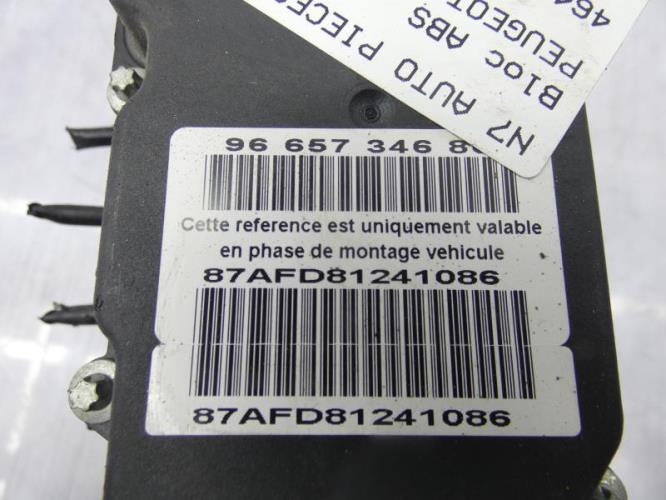 N7 AUTO PIECES
Bloc ABS
PEUGEOT
464
96 657 346 8
Cette reference est uniquement valable
en phase de montage vehicule
87AFD81241086
87AFD81241086